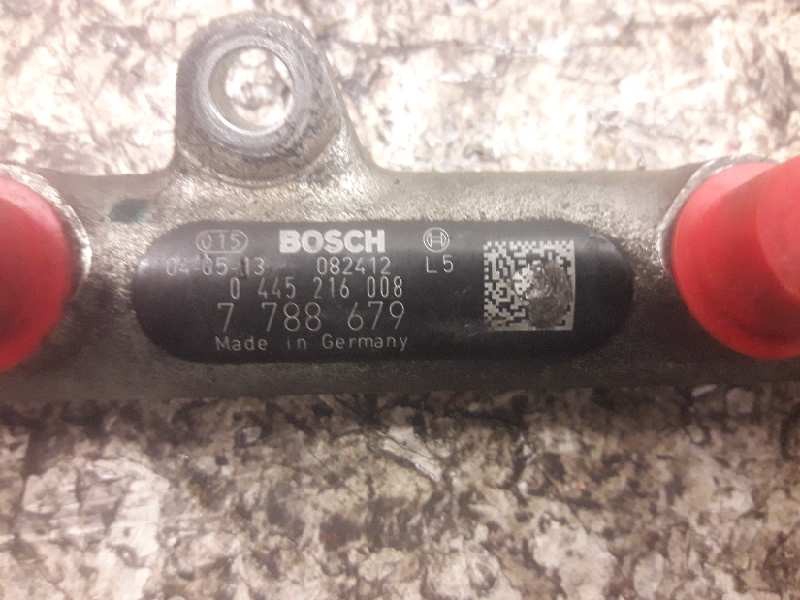 015 BOSCH
04-05-13 082412 L5
0 445 216 008
7 788 679
Made in Germany